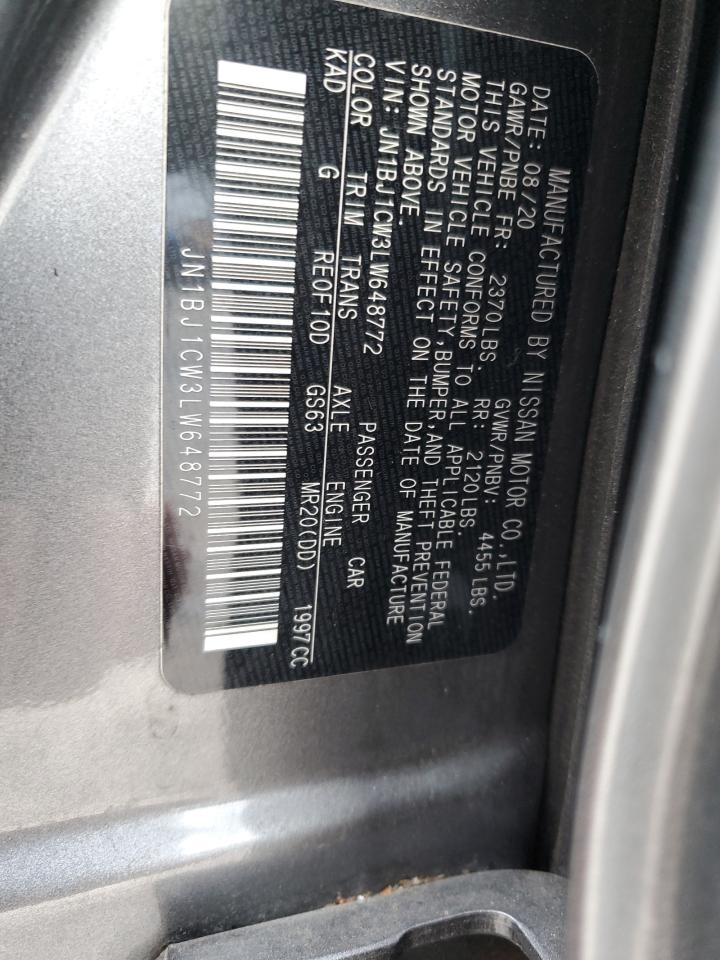 MANUFACTURED BY NISSAN MOTOR CO.,LTD.
DATE: 08/20 GVWR/PNBV: 4455 LBS.
GAWR/PNBE FR: 2370LBS. RR: 2120LBS.
THIS VEHICLE CONFORMS TO ALL APPLICABLE FEDERAL
MOTOR VEHICLE SAFETY,BUMPER,AND THEFT PREVENTION
STANDARDS IN EFFECT ON THE DATE OF MANUFACTURE
SHOWN ABOVE.
VIN: JN1BJ1CW3LW648772 PASSENGER CAR
COLOR TRIM TRANS AXLE ENGINE
KAD G RE0F10D GS63 MR20(DD) 1997CC
JN1BJ1CW3LW648772